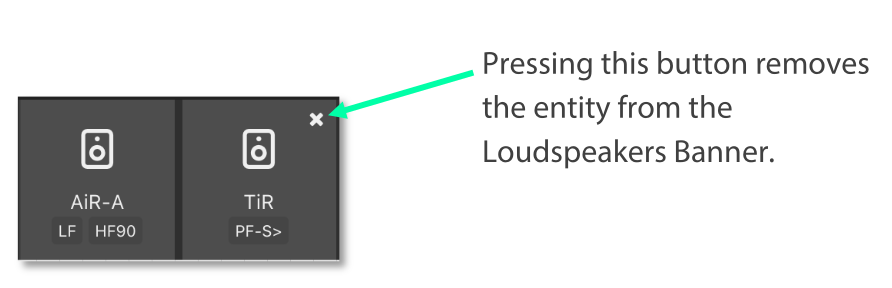 Pressing this button removes
the entity from the
Loudspeakers Banner.
AiR-A
LF HF90
TiR
PF-S>